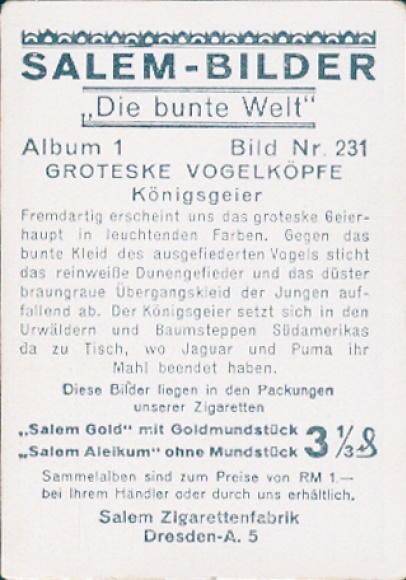 SALEM-BILDER
„Die bunte Welt“
Album 1 Bild Nr. 231
GROTESKE VOGELKÖPFE
Königsgeier
Fremdartig erscheint uns das groteske Geier-
haupt in leuchtenden Farben. Gegen das
bunte Kleid des ausgefiederten Vogels sticht
das reinweiße Dunengefieder und das düster
braungraue Übergangskleid der Jungen auf-
fallend ab. Der Königsgeier setzt sich in den
Urwäldern und Baumsteppen Südamerikas
da zu Tisch, wo Jaguar und Puma ihr
Mahl beendet haben.
Diese Bilder liegen in den Packungen
unserer Zigaretten
„Salem Gold“ mit Goldmundstück 3 1/3 ₰
„Salem Aleikum“ ohne Mundstück
Sammelalben sind zum Preise von RM 1.—
bei Ihrem Händler oder durch uns erhältlich.
Salem Zigarettenfabrik
Dresden-A. 5